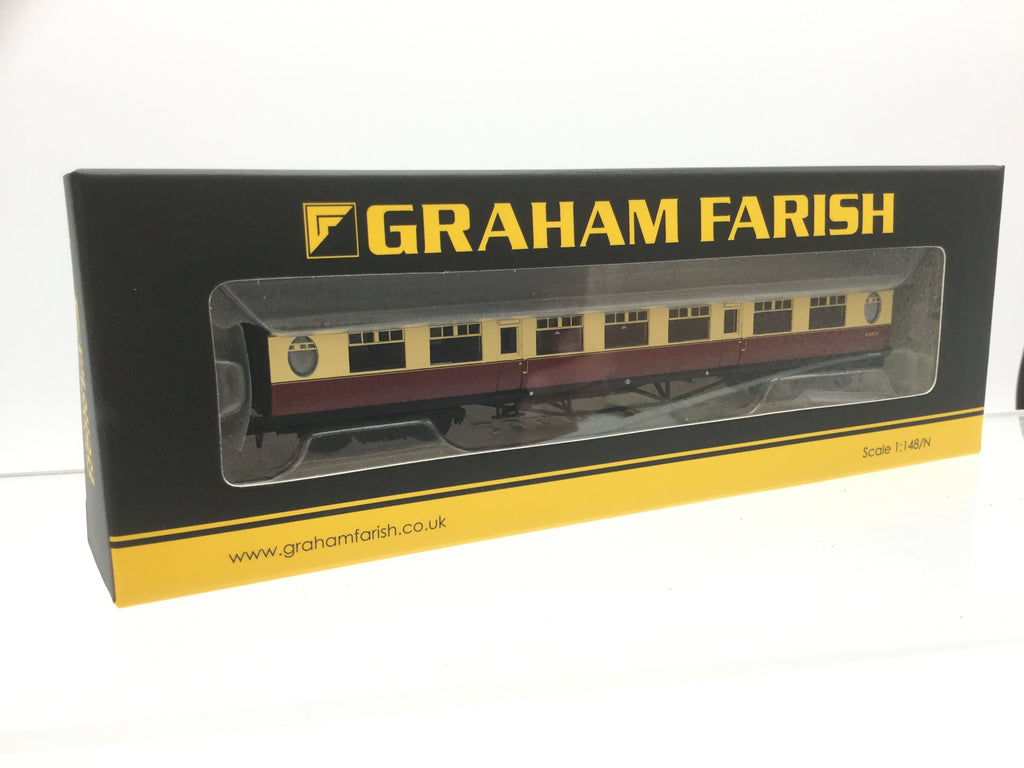 GRAHAM FARISH
Scale 1:148/N
www.grahamfarish.co.uk